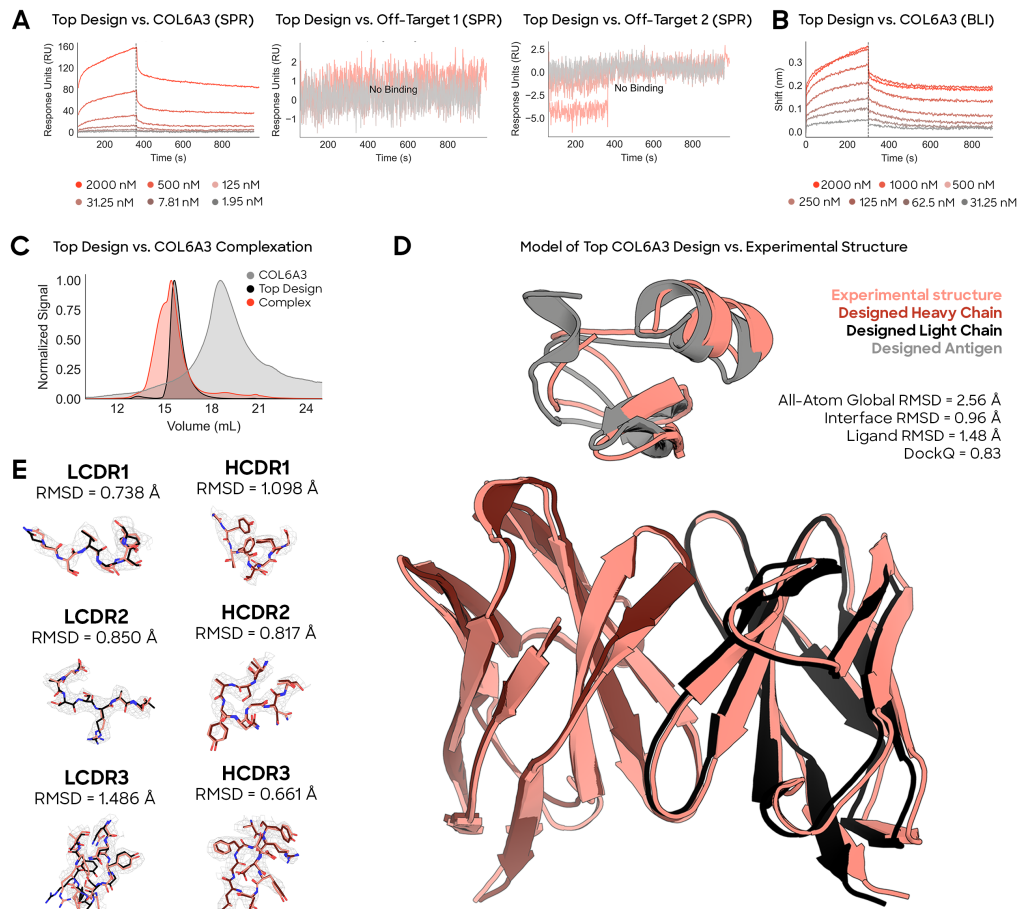 A
Top Design vs. COL6A3 (SPR)
Response Units (RU)
160
120
80
40
0
200
400
600
800
Time (s)
2000 nM
500 nM
125 nM
31.25 nM
7.81 nM
1.95 nM
Top Design vs. Off-Target 1 (SPR)
Response Units (RU)
2
1
0
−1
No Binding
200
400
600
800
Time (s)
Top Design vs. Off-Target 2 (SPR)
Response Units (RU)
2.5
0.0
−2.5
−5.0
No Binding
200
400
600
800
Time (s)
B
Top Design vs. COL6A3 (BLI)
Shift (nm)
0.3
0.2
0.1
0.0
0
200
400
600
800
Time (s)
2000 nM
1000 nM
500 nM
250 nM
125 nM
62.5 nM
31.25 nM
C
Top Design vs. COL6A3 Complexation
Normalized Signal
1.00
0.75
0.50
0.25
0.00
COL6A3
Top Design
Complex
12
15
18
21
24
Volume (mL)
D
Model of Top COL6A3 Design vs. Experimental Structure
Experimental structure
Designed Heavy Chain
Designed Light Chain
Designed Antigen
All-Atom Global RMSD = 2.56 Å
Interface RMSD = 0.96 Å
Ligand RMSD = 1.48 Å
DockQ = 0.83
E
LCDR1
RMSD = 0.738 Å
HCDR1
RMSD = 1.098 Å
LCDR2
RMSD = 0.850 Å
HCDR2
RMSD = 0.817 Å
LCDR3
RMSD = 1.486 Å
HCDR3
RMSD = 0.661 Å